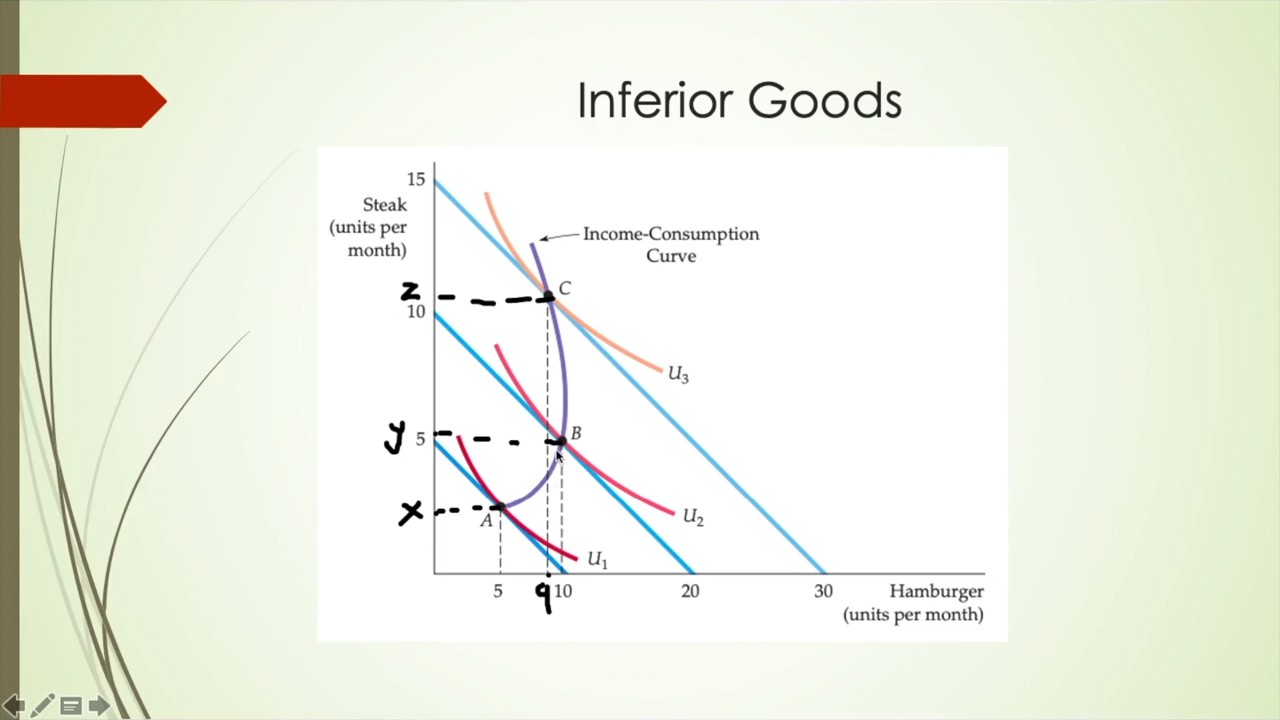 Inferior Goods
15
Steak
(units per
month)
Income-Consumption
Curve
z
C
10
U3
y
5
B
x
A
U2
U1
5
9
10
20
30
Hamburger
(units per month)